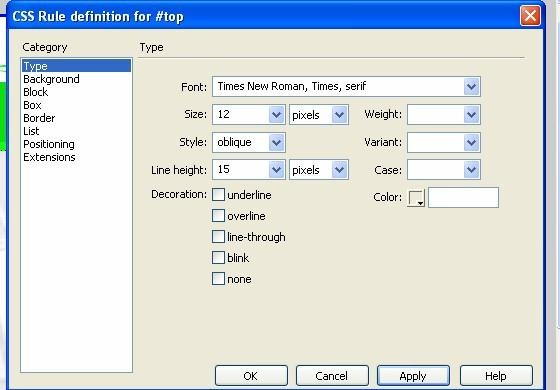 CSS Rule definition for #top
Category
Type
Type
Background
Block
Box
Border
List
Positioning
Extensions
Font: Times New Roman, Times, serif
Size: 12 pixels Weight:
Style: oblique Variant:
Line height: 15 pixels Case:
Decoration: underline Color:
overline
line-through
blink
none
OK Cancel Apply Help